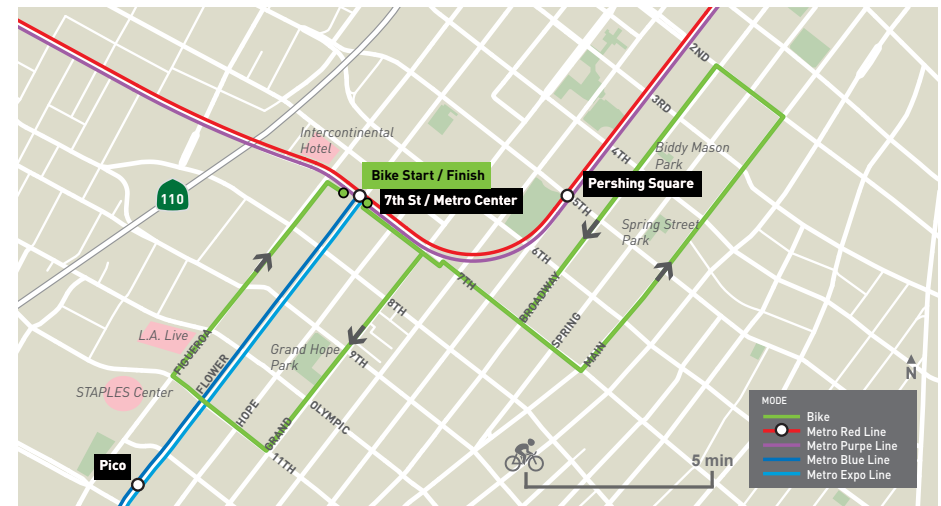 2ND
3RD
Intercontinental
Hotel
4TH
Biddy Mason
Park
Bike Start / Finish
Pershing Square
110
7th St / Metro Center
5TH
Spring Street
Park
6TH
7TH
BROADWAY
8TH
SPRING
L.A. Live
FIGUEROA
Grand Hope
Park
9TH
MAIN
FLOWER
STAPLES Center
N
HOPE
OLYMPIC
GRAND
11TH
Pico
5 min
MODE
Bike
Metro Red Line
Metro Purpe Line
Metro Blue Line
Metro Expo Line